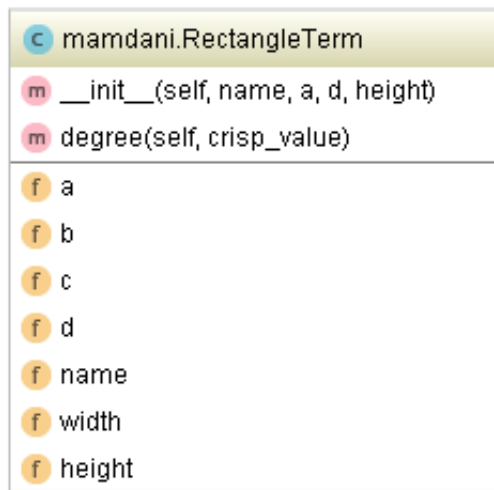 c mamdani.RectangleTerm
m __init__(self, name, a, d, height)
m degree(self, crisp_value)
f a
f b
f c
f d
f name
f width
f height